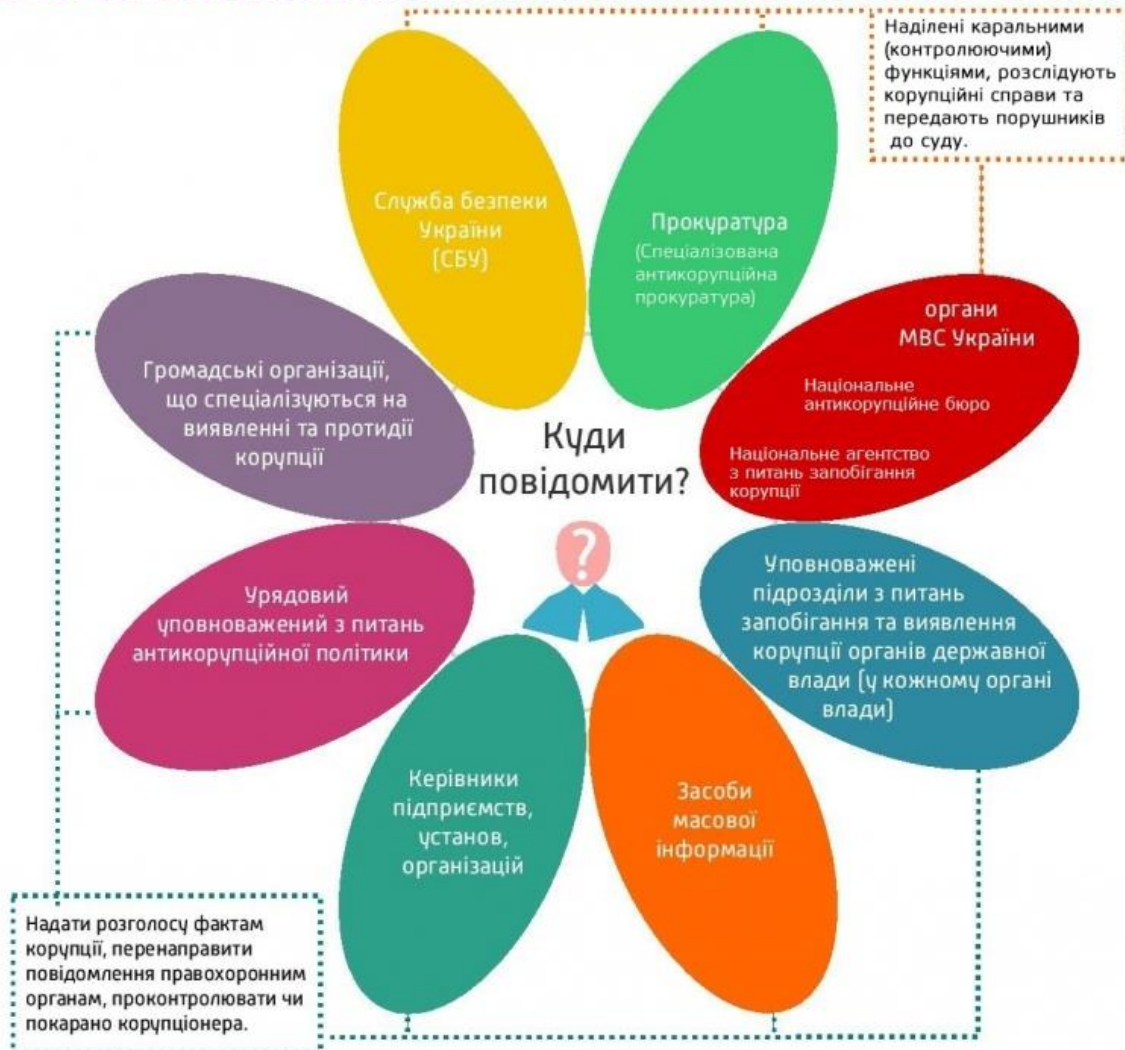 Наділені каральними
(контролюючими)
функціями, розслідують
корупційні справи та
передають порушників
до суду.
Служба безпеки
України
(СБУ)
Прокуратура
(Спеціалізована
антикорупційна
прокуратура)
органи
МВС України
Національне
антикорупційне бюро
Національне агентство
з питань запобігання
корупції
Громадські організації,
що спеціалізуються на
виявленні та протидії
корупції
Куди
повідомити?
?
Урядовий
уповноважений з питань
антикорупційної політики
Уповноважені
підрозділи з питань
запобігання та виявлення
корупції органів державної
влади (у кожному органі
влади)
Керівники
підприємств,
установ,
організацій
Засоби
масової
інформації
Надати розголосу фактам
корупції, перенаправити
повідомлення правохоронним
органам, проконтролювати чи
покарано корупціонера.